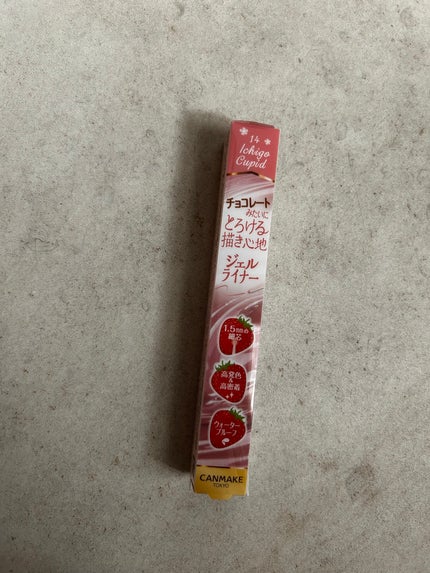 14
Ichigo
Cupid
チョコレート
みたいに
とろける
描き心地
ジェル
ライナー
1.5mmの
細芯
高発色
&
高密着
ウォーター
プルーフ
CANMAKE
TOKYO